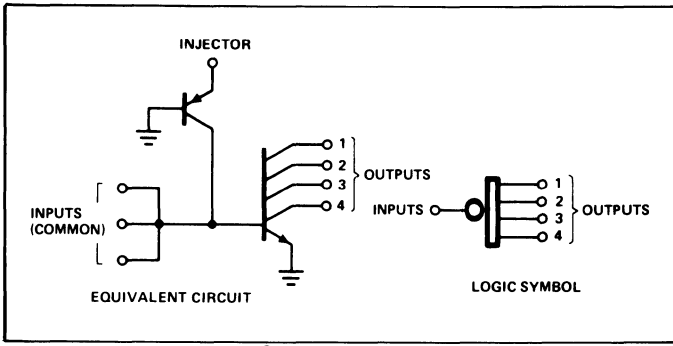 INJECTOR
1
2
3
4
OUTPUTS
INPUTS
(COMMON)
EQUIVALENT CIRCUIT
INPUTS
1
2
3
4
OUTPUTS
LOGIC SYMBOL